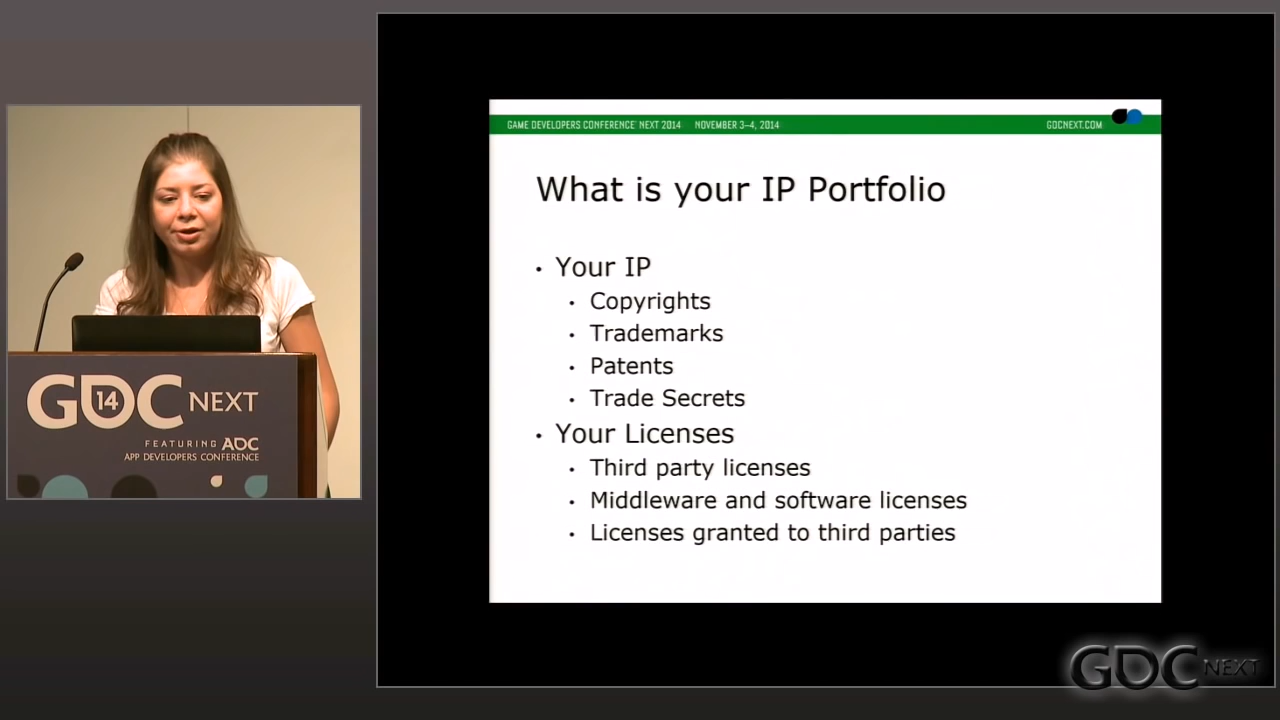 GAME DEVELOPERS CONFERENCE® NEXT 2014 NOVEMBER 3–4, 2014 GDCNEXT.COM
What is your IP Portfolio
• Your IP
• Copyrights
• Trademarks
• Patents
• Trade Secrets
• Your Licenses
• Third party licenses
• Middleware and software licenses
• Licenses granted to third parties
GDC 14 NEXT
FEATURING ADC
APP DEVELOPERS CONFERENCE
GDC NEXT